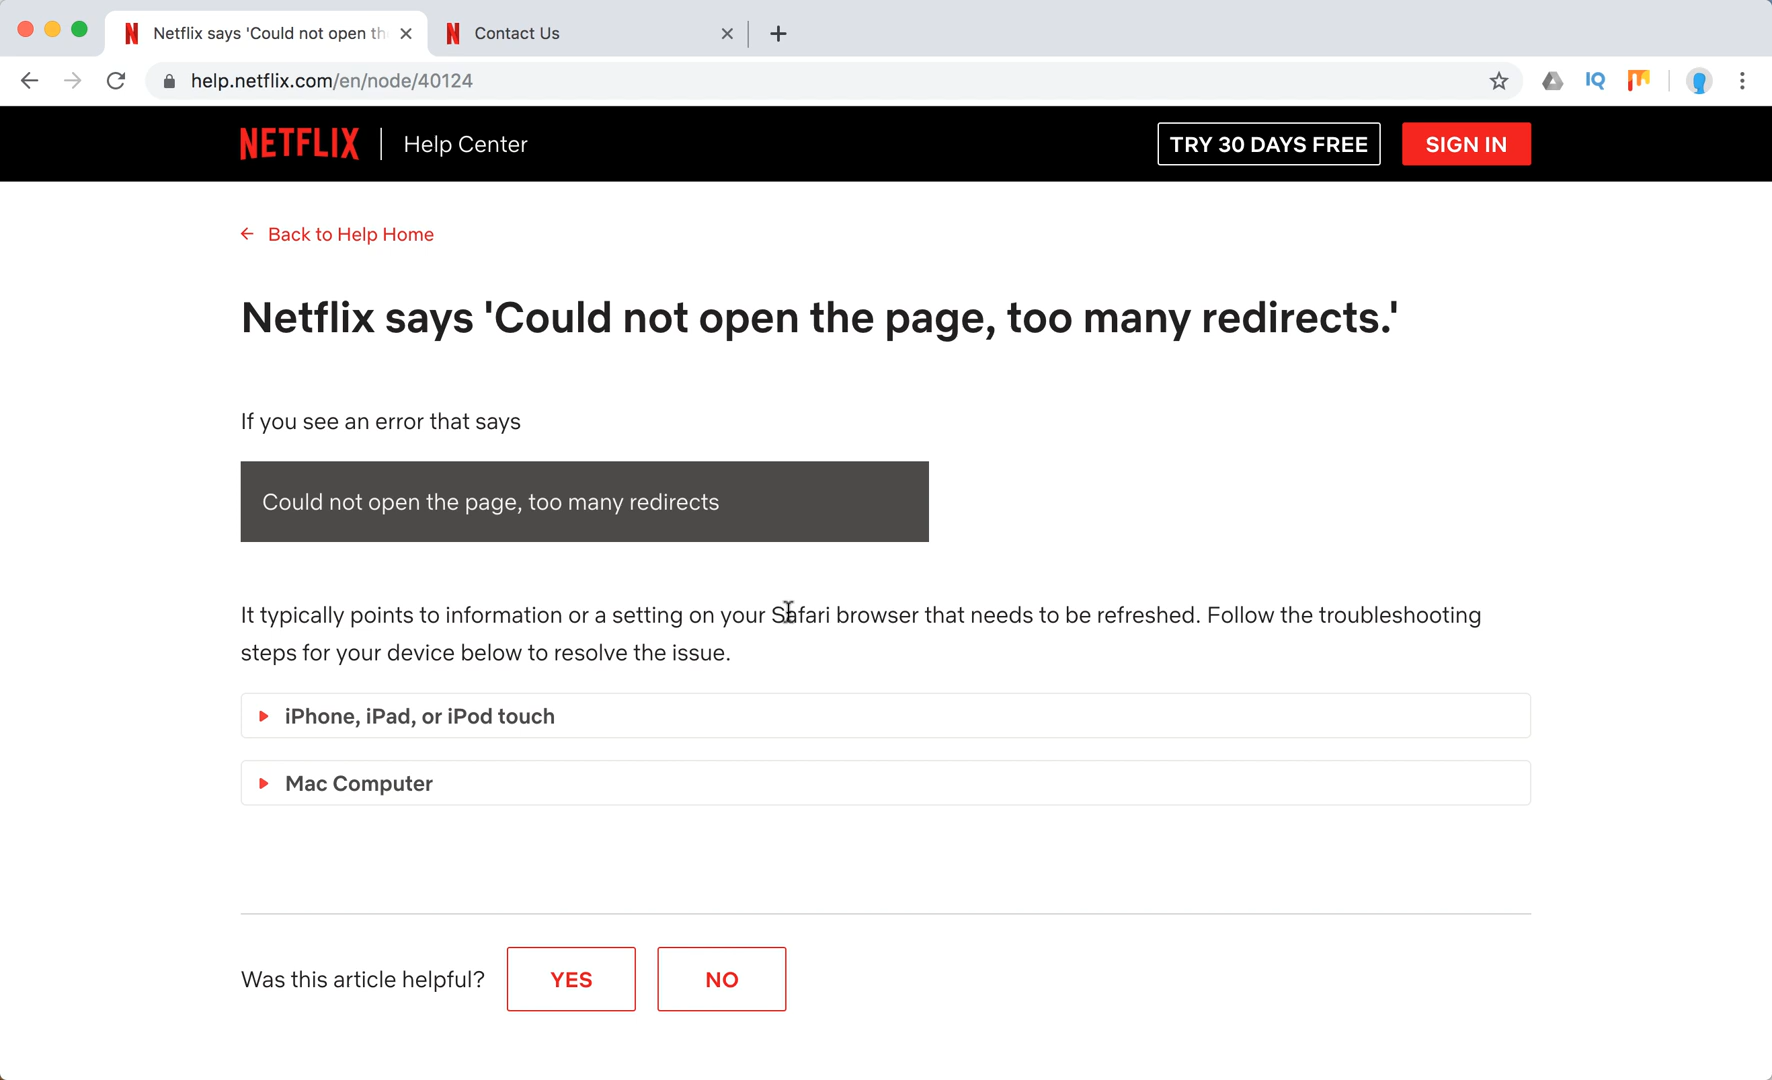 Netflix says 'Could not open th
Contact Us
help.netflix.com/en/node/40124
IQ
NETFLIX
Help Center
TRY 30 DAYS FREE
SIGN IN
← Back to Help Home
Netflix says 'Could not open the page, too many redirects.'
If you see an error that says
Could not open the page, too many redirects
It typically points to information or a setting on your Safari browser that needs to be refreshed. Follow the troubleshooting
steps for your device below to resolve the issue.
iPhone, iPad, or iPod touch
Mac Computer
Was this article helpful?
YES
NO